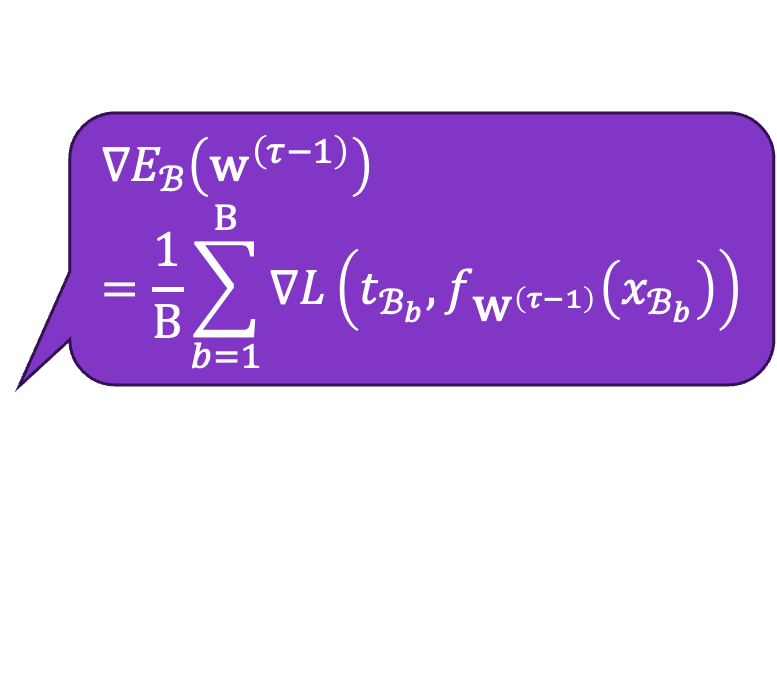 ∇E_ℬ(𝐰^(τ−1))
= 1/B ∑_{b=1}^{B} ∇L(t_{ℬ_b}, f_{𝐰^(τ−1)}(x_{ℬ_b}))